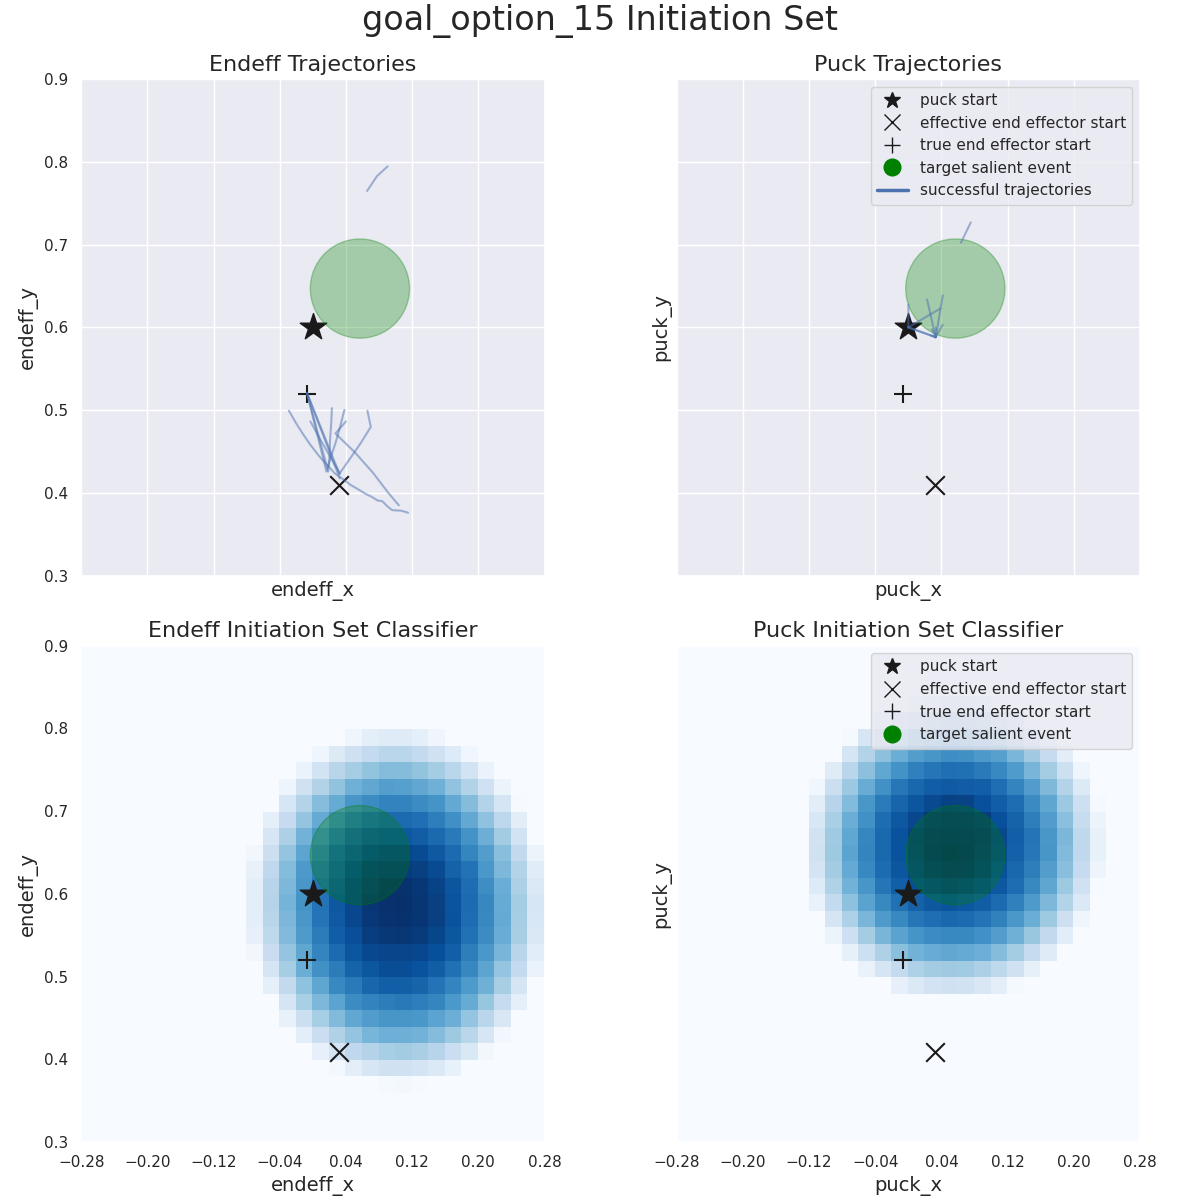 goal_option_15 Initiation Set
Endeff Trajectories
Puck Trajectories
0.9
0.8
0.7
0.6
0.5
0.4
0.3
endeff_y
endeff_x
puck start
effective end effector start
true end effector start
target salient event
successful trajectories
puck_y
puck_x
Endeff Initiation Set Classifier
Puck Initiation Set Classifier
0.9
0.8
0.7
0.6
0.5
0.4
0.3
endeff_y
−0.28 −0.20 −0.12 −0.04 0.04 0.12 0.20 0.28
endeff_x
puck start
effective end effector start
true end effector start
target salient event
puck_y
−0.28 −0.20 −0.12 −0.04 0.04 0.12 0.20 0.28
puck_x